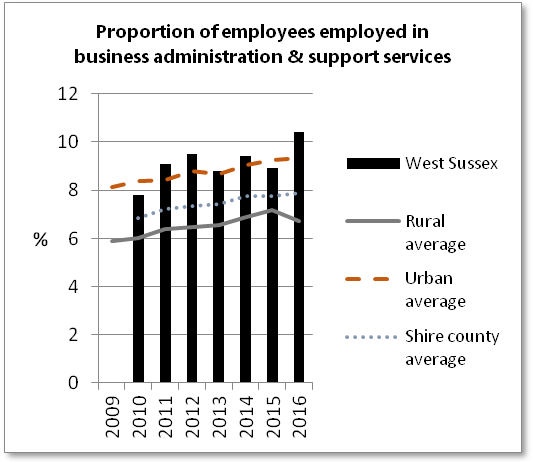 Proportion of employees employed in
business administration & support services
12
10
8
6
4
2
0
%
2009
2010
2011
2012
2013
2014
2015
2016
West Sussex
Rural
average
Urban
average
Shire county
average